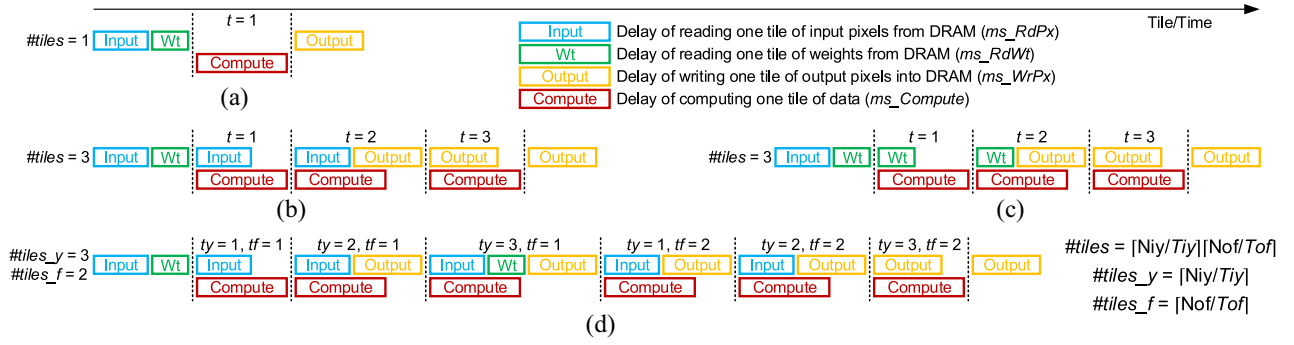 Tile/Time
t = 1
#tiles = 1 Input Wt Output
Compute
(a)
Input Delay of reading one tile of input pixels from DRAM (ms_RdPx)
Wt Delay of reading one tile of weights from DRAM (ms_RdWt)
Output Delay of writing one tile of output pixels into DRAM (ms_WrPx)
Compute Delay of computing one tile of data (ms_Compute)
t = 1 t = 2 t = 3
#tiles = 3 Input Wt Input Input Output Output Output
Compute Compute Compute
(b)
t = 1 t = 2 t = 3
#tiles = 3 Input Wt Wt Wt Output Output Output
Compute Compute Compute
(c)
ty = 1, tf = 1 ty = 2, tf = 1 ty = 3, tf = 1 ty = 1, tf = 2 ty = 2, tf = 2 ty = 3, tf = 2
#tiles_y = 3
#tiles_f = 2
Input Wt Input Input Output Input Wt Output Input Output Input Output Output Output
Compute Compute Compute Compute Compute Compute
(d)
#tiles = ⌈Niy/Tiy⌉⌈Nof/Tof⌉
#tiles_y = ⌈Niy/Tiy⌉
#tiles_f = ⌈Nof/Tof⌉